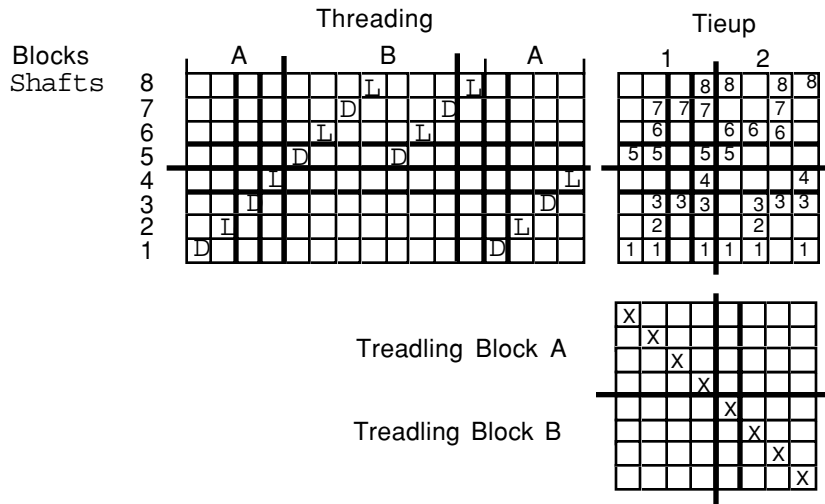 Threading Tieup
Blocks A B A 1 2
Shafts 8 L L 8 8 8 8
7 D D 7 7 7 7
6 L L 6 6 6 6
5 D D 5 5 5 5
4 L L 4 4
3 D D 3 3 3 3 3 3
2 L L 2 2
1 D D 1 1 1 1 1 1
X
X
Treadling Block A
X
X
X
Treadling Block B
X
X
X